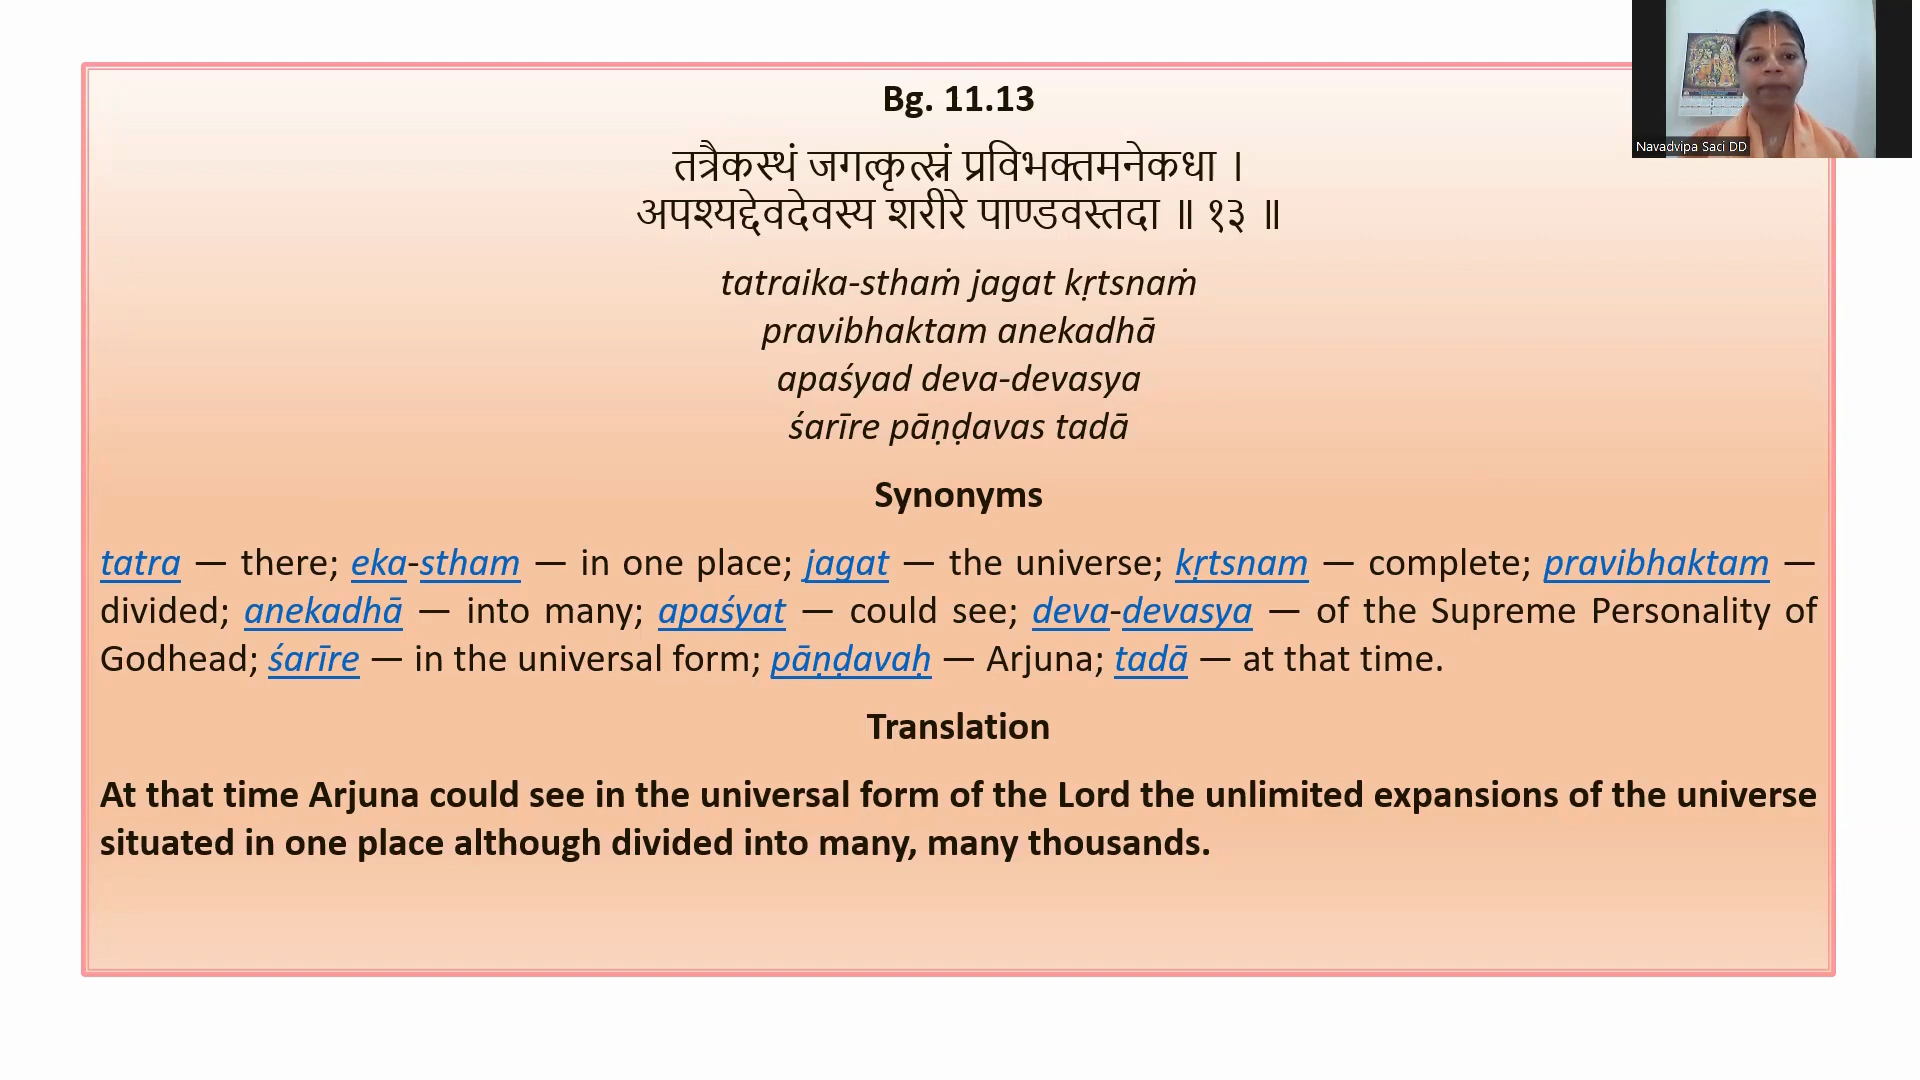 Bg. 11.13
तत्रैकस्थं जगत्कृत्स्नं प्रविभक्तमनेकधा ।
अपश्यद्देवदेवस्य शरीरे पाण्डवस्तदा ॥ १३ ॥
tatraika-sthaṁ jagat kṛtsnaṁ
pravibhaktam anekadhā
apaśyad deva-devasya
śarīre pāṇḍavas tadā
Synonyms
tatra — there; eka-stham — in one place; jagat — the universe; kṛtsnam — complete; pravibhaktam —
divided; anekadhā — into many; apaśyat — could see; deva-devasya — of the Supreme Personality of
Godhead; śarīre — in the universal form; pāṇḍavaḥ — Arjuna; tadā — at that time.
Translation
At that time Arjuna could see in the universal form of the Lord the unlimited expansions of the universe
situated in one place although divided into many, many thousands.
Navadvipa Saci DD